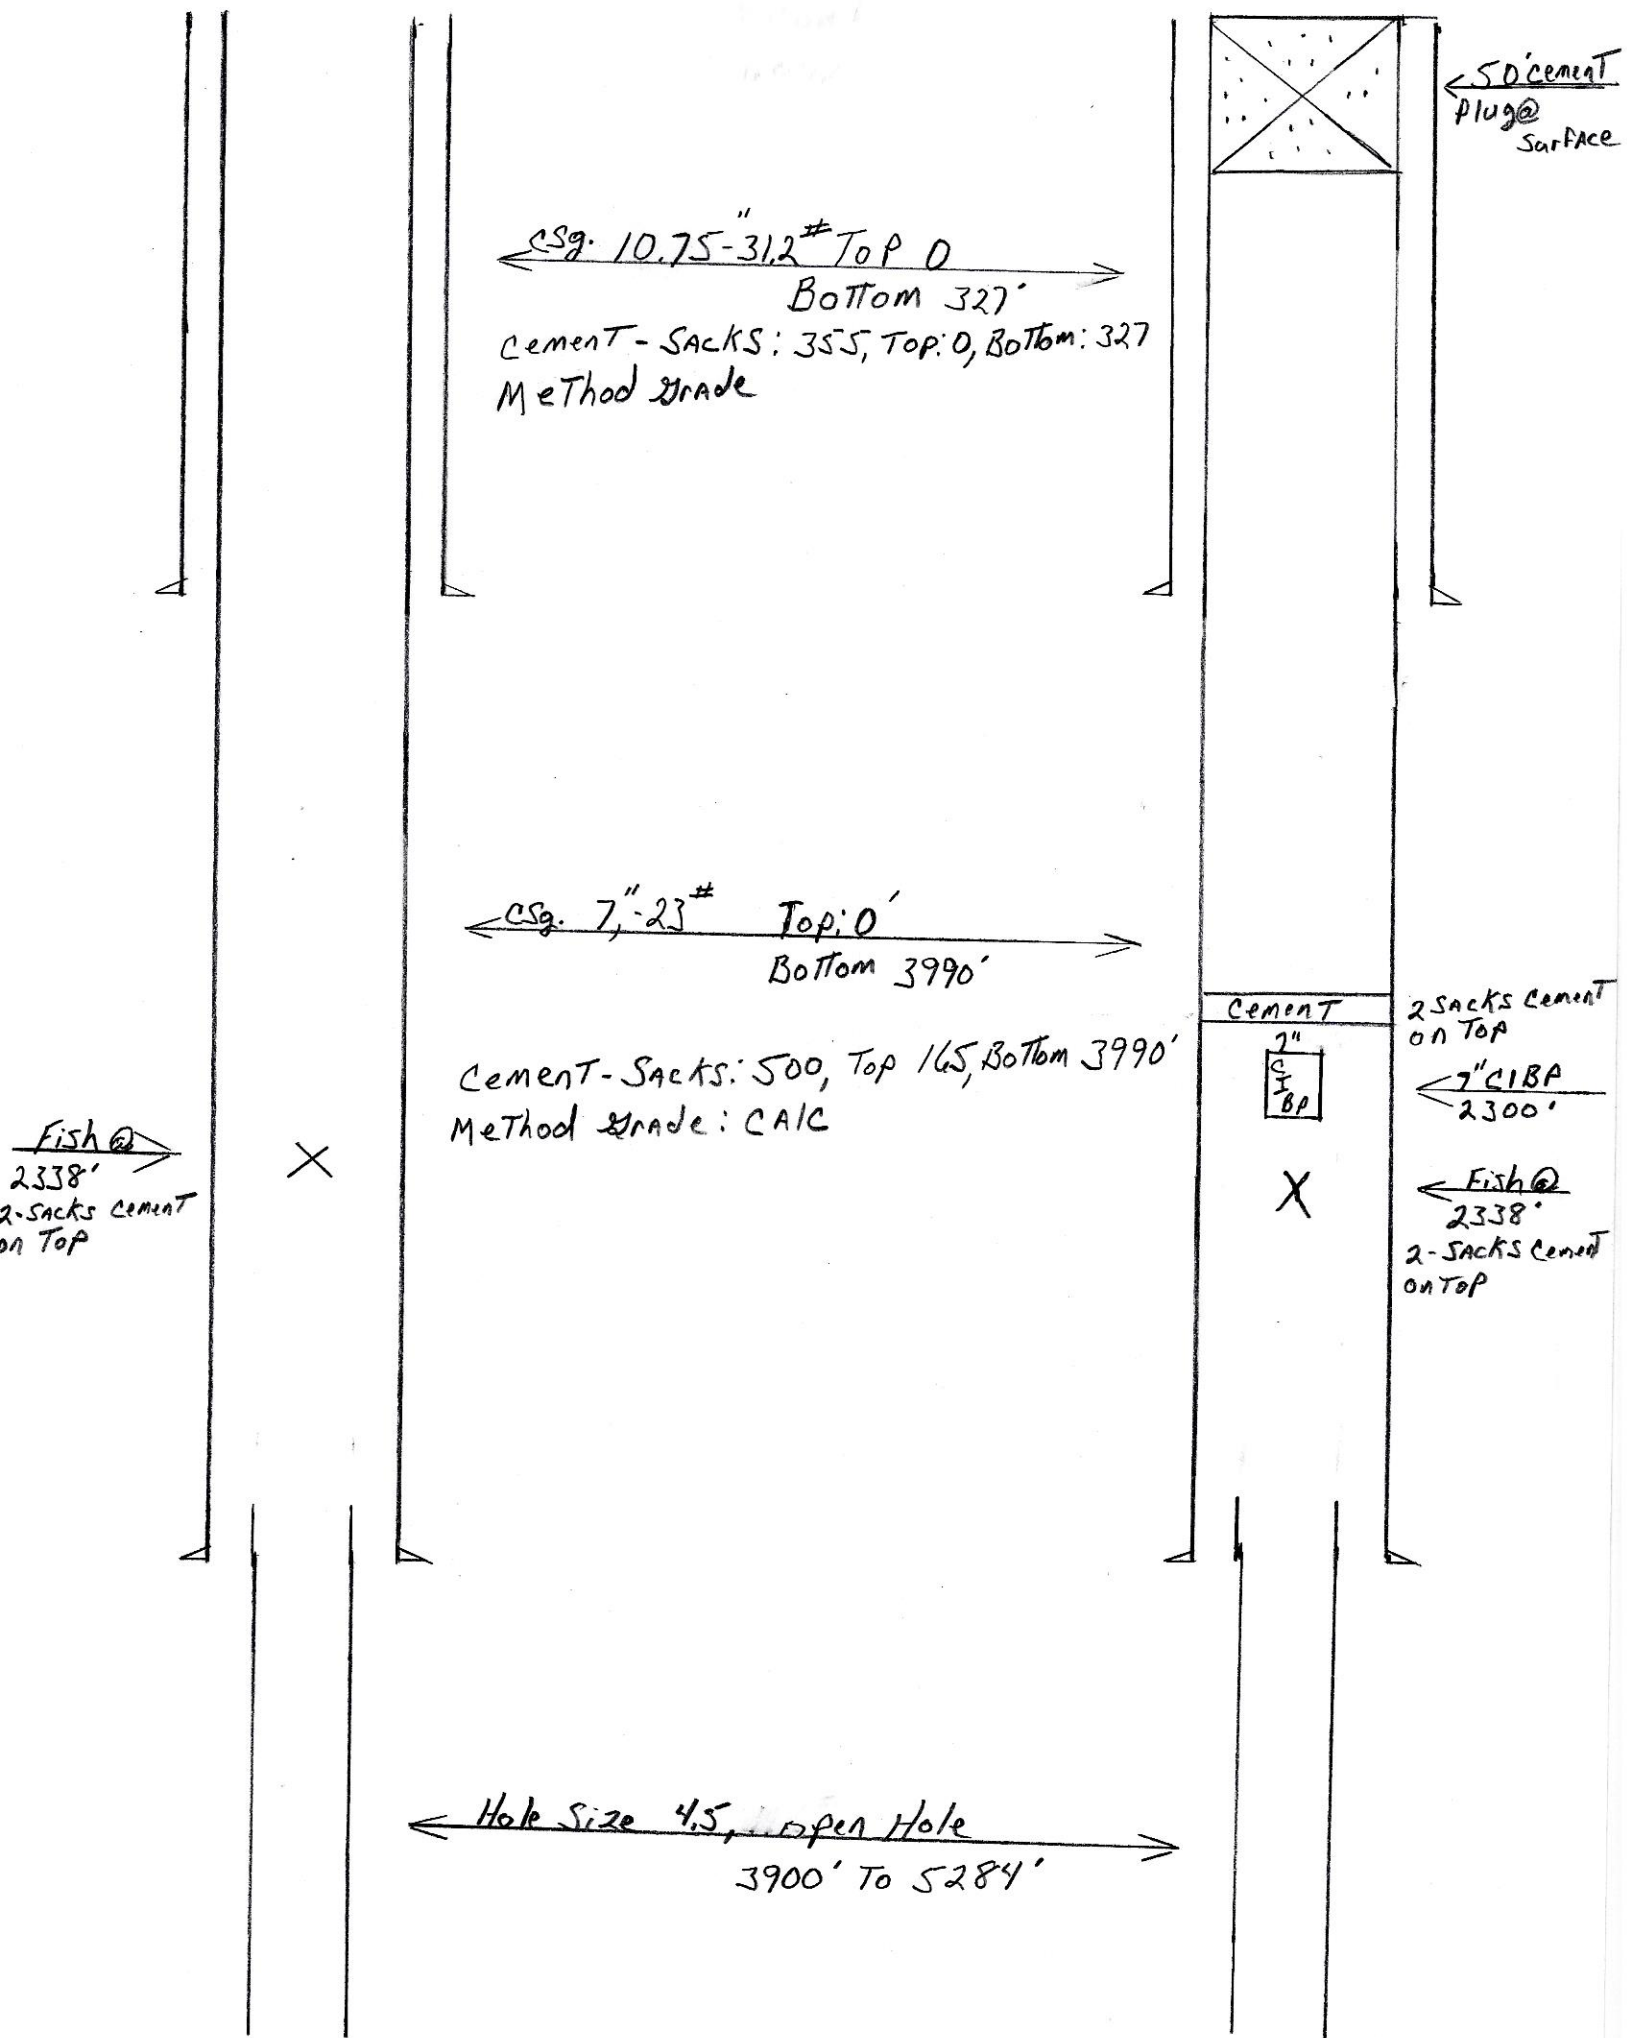 50' cement
Plug @
Surface
csg. 10.75"-31.2# Top 0
Bottom 327'
Cement - Sacks: 355, Top: 0, Bottom: 327
Method Grade
csg. 7,"-23# Top: 0'
Bottom 3990'
Cement
2 Sacks Cement
on Top
7"
C
I
BP
7" CIBP
2300'
Cement - Sacks: 500, Top 165, Bottom 3990'
Method Grade: CAlC
Fish @
2338'
2-Sacks cement
on Top
Fish @
2338'
2-Sacks Cement
on Top
Hole Size 4.5, open Hole
3900' To 5284'